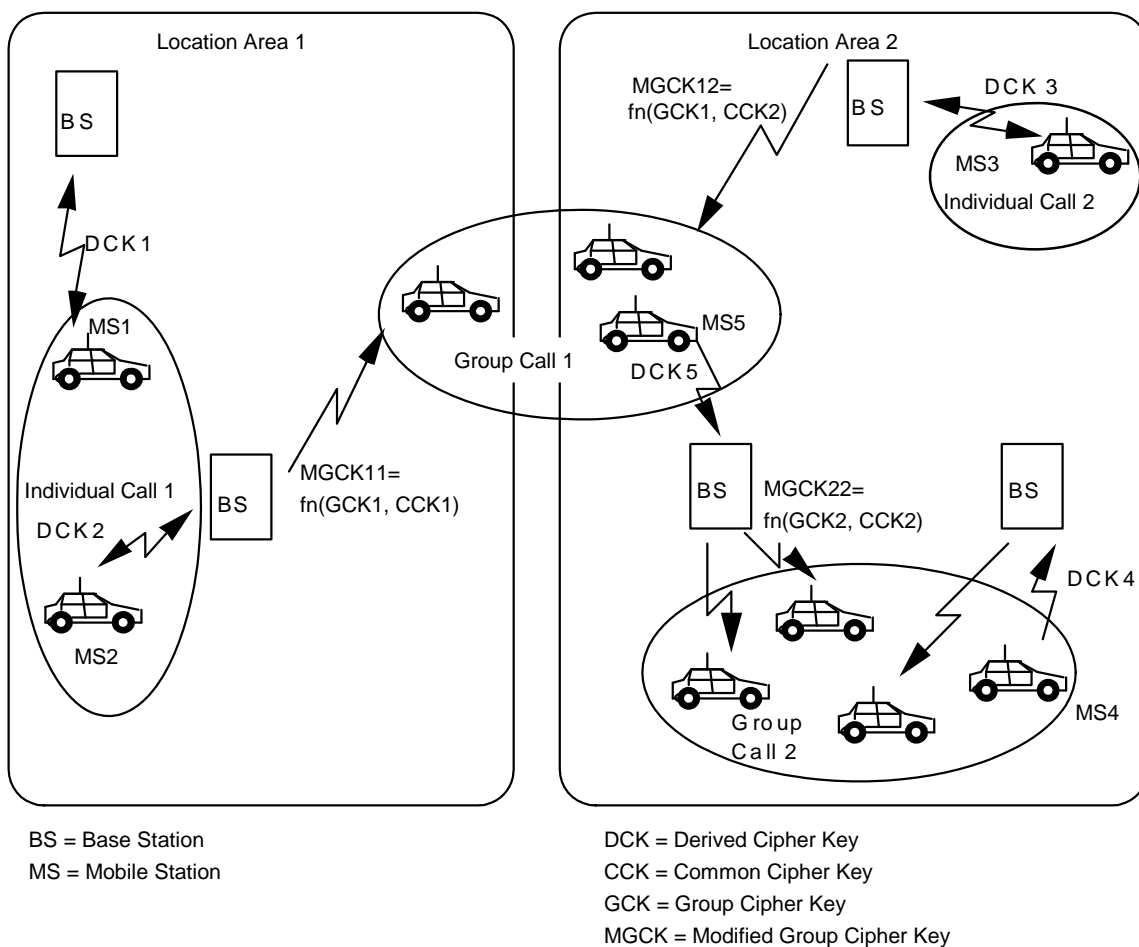 Location Area 1
BS
DCK1
MS1
Individual Call 1
DCK2
MS2
BS
MGCK11=
fn(GCK1, CCK1)
Group Call 1
Location Area 2
MGCK12=
fn(GCK1, CCK2)
BS
DCK 3
MS3
Individual Call 2
MS5
DCK5
BS
MGCK22=
fn(GCK2, CCK2)
BS
DCK4
MS4
Group
Call 2
BS = Base Station
MS = Mobile Station
DCK = Derived Cipher Key
CCK = Common Cipher Key
GCK = Group Cipher Key
MGCK = Modified Group Cipher Key